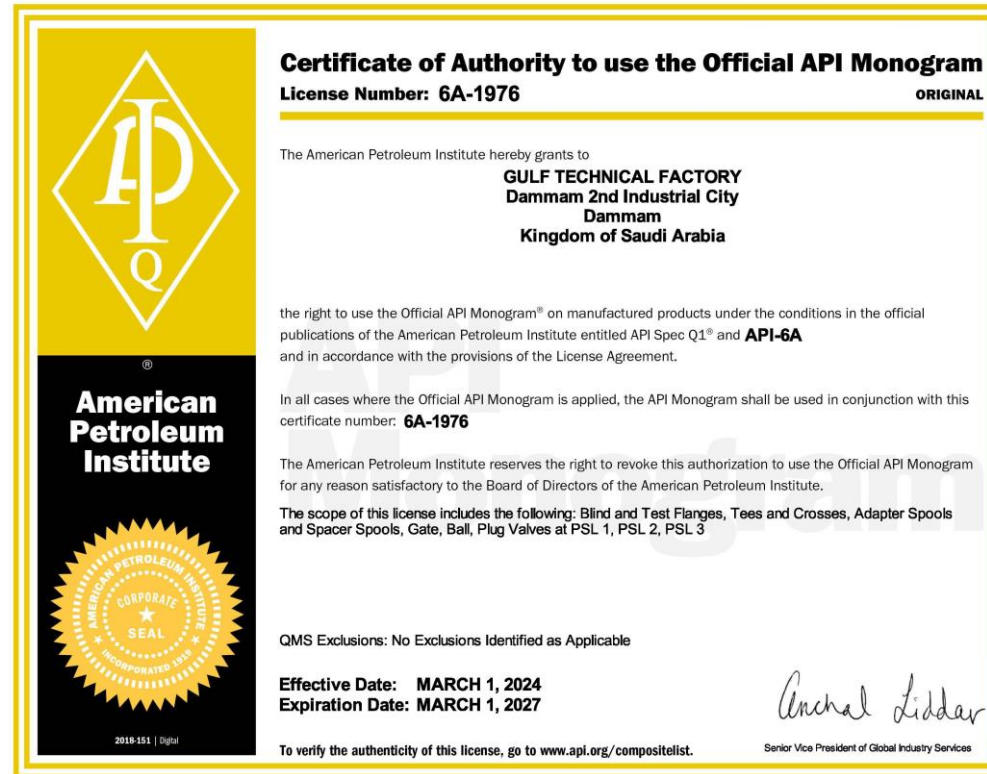 Certificate of Authority to use the Official API Monogram
License Number: 6A-1976
ORIGINAL
The American Petroleum Institute hereby grants to
GULF TECHNICAL FACTORY
Dammam 2nd Industrial City
Dammam
Kingdom of Saudi Arabia
the right to use the Official API Monogram® on manufactured products under the conditions in the official
publications of the American Petroleum Institute entitled API Spec Q1® and API-6A
and in accordance with the provisions of the License Agreement.
In all cases where the Official API Monogram is applied, the API Monogram shall be used in conjunction with this
certificate number: 6A-1976
The American Petroleum Institute reserves the right to revoke this authorization to use the Official API Monogram
for any reason satisfactory to the Board of Directors of the American Petroleum Institute.
The scope of this license includes the following: Blind and Test Flanges, Tees and Crosses, Adapter Spools
and Spacer Spools, Gate, Ball, Plug Valves at PSL 1, PSL 2, PSL 3
QMS Exclusions: No Exclusions Identified as Applicable
Effective Date: MARCH 1, 2024
Expiration Date: MARCH 1, 2027
To verify the authenticity of this license, go to www.api.org/compositelist.
Anchal Liddar
Senior Vice President of Global Industry Services
API
Monogram
API
Q
®
American
Petroleum
Institute
AMERICAN PETROLEUM INSTITUTE
CORPORATE
SEAL
INCORPORATED 1919
2018-151 | Digital